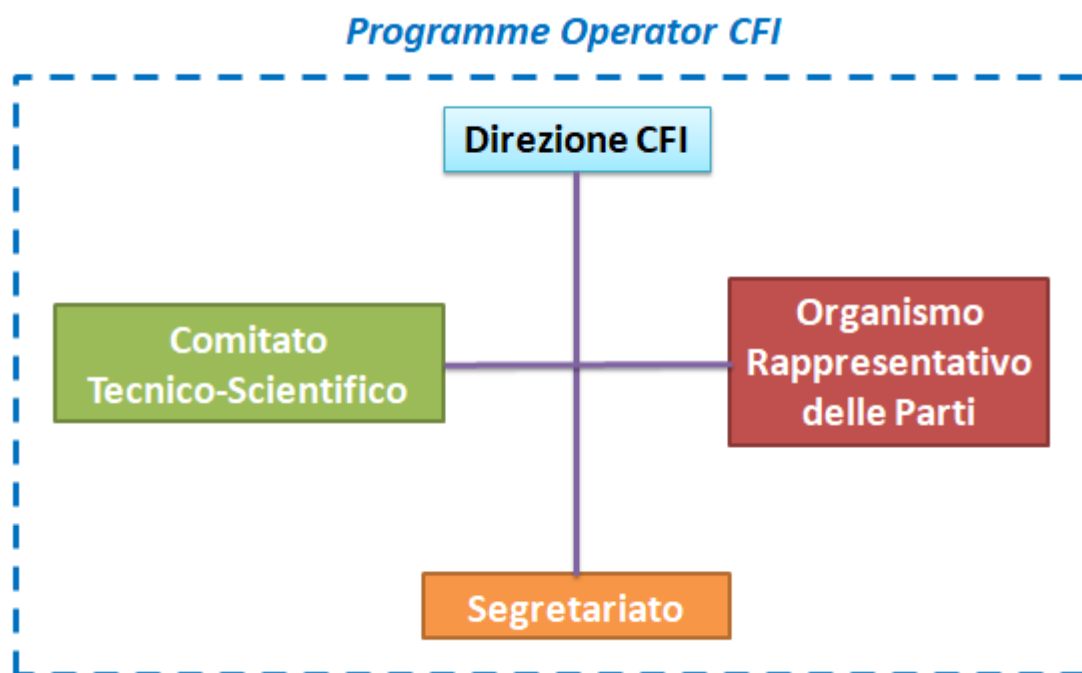 Programme Operator CFI
Direzione CFI
Comitato
Tecnico-Scientifico
Organismo
Rappresentativo
delle Parti
Segretariato